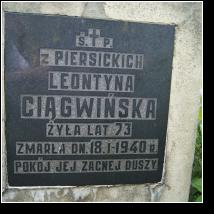 Ś. † P.
z PIERSICKICH
LEONTYNA
CIĄGWIŃSKA
ŻYŁA LAT 73
ZMARŁA DN. 18.I-1940 R.
POKÓJ JEJ ZACNEJ DUSZY